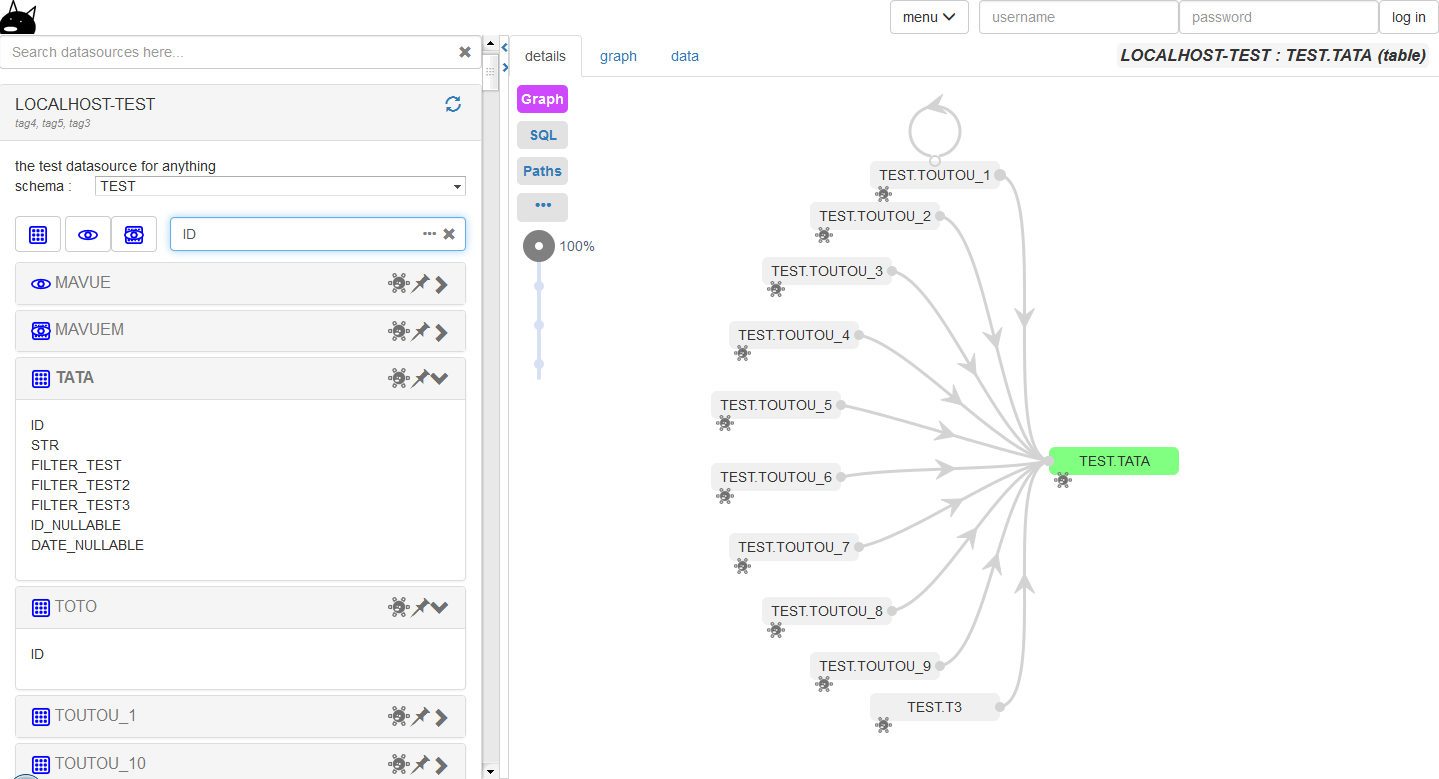 menu
username
password
log in
Search datasources here...
details
graph
data
LOCALHOST-TEST : TEST.TATA (table)
LOCALHOST-TEST
tag4, tag5, tag3
the test datasource for anything
schema :
TEST
ID
MAVUE
MAVUEM
TATA
ID
STR
FILTER_TEST
FILTER_TEST2
FILTER_TEST3
ID_NULLABLE
DATE_NULLABLE
TOTO
ID
TOUTOU_1
TOUTOU_10
Graph
SQL
Paths
100%
TEST.TOUTOU_1
TEST.TOUTOU_2
TEST.TOUTOU_3
TEST.TOUTOU_4
TEST.TOUTOU_5
TEST.TATA
TEST.TOUTOU_6
TEST.TOUTOU_7
TEST.TOUTOU_8
TEST.TOUTOU_9
TEST.T3